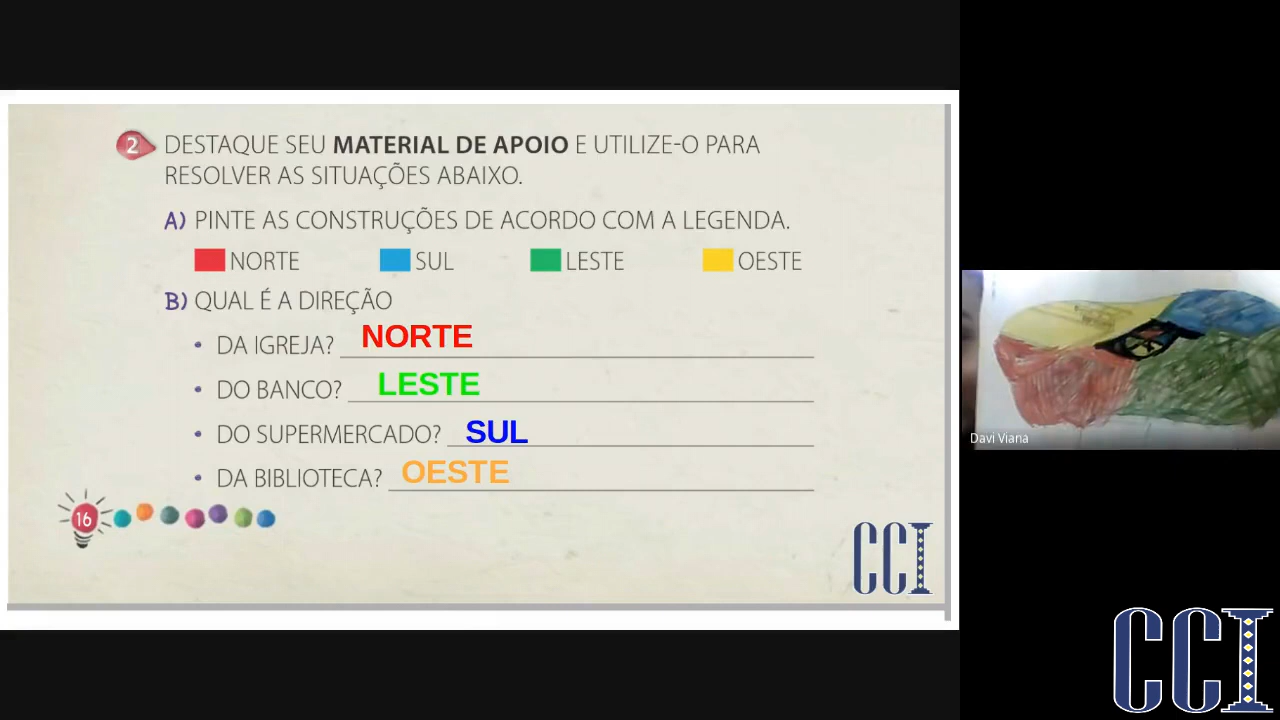 2 DESTAQUE SEU MATERIAL DE APOIO E UTILIZE-O PARA
RESOLVER AS SITUAÇÕES ABAIXO.
A) PINTE AS CONSTRUÇÕES DE ACORDO COM A LEGENDA.
NORTE SUL LESTE OESTE
B) QUAL É A DIREÇÃO
• DA IGREJA? NORTE
• DO BANCO? LESTE
• DO SUPERMERCADO? SUL
• DA BIBLIOTECA? OESTE
16
CCI
Davi Viana
CCI